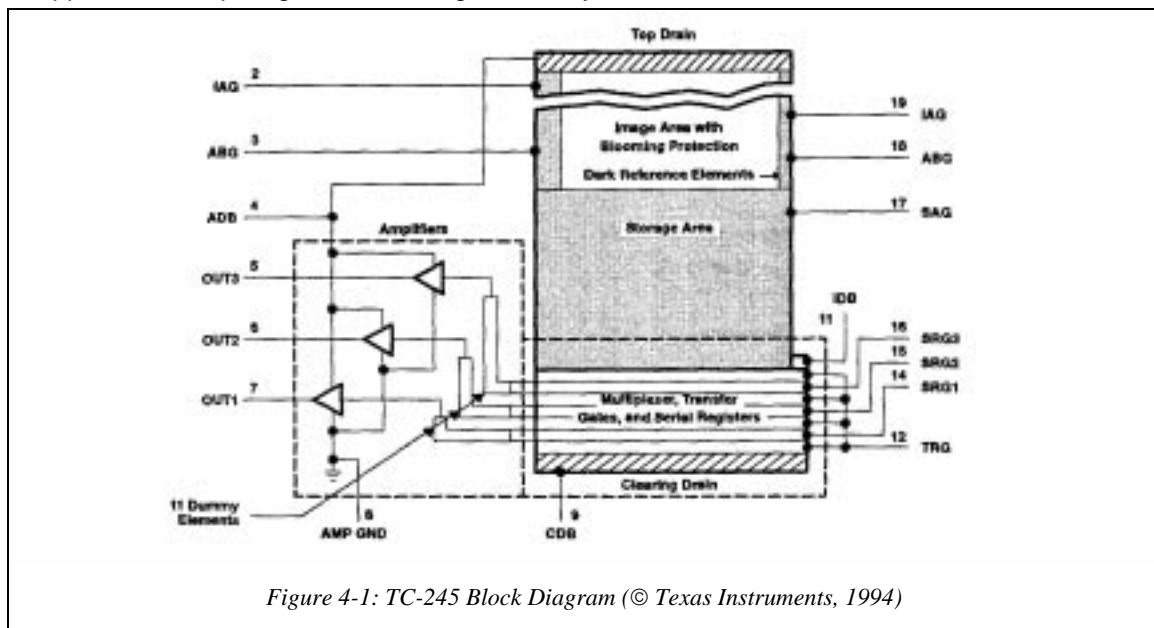 Top Drain
IAG 2
19 IAG
Image Area with
Blooming Protection
ABG 3
18 ABG
Dark Reference Elements
ADB 4
17 SAG
Amplifiers
Storage Area
OUT3 5
IDB
11
OUT2 6
16 SRG3
15 SRG2
14 SRG1
OUT1 7
Multiplexer, Transfer
Gates, and Serial Registers
12 TRG
Clearing Drain
11 Dummy
Elements
8
AMP GND
9
CDB
Figure 4-1: TC-245 Block Diagram (© Texas Instruments, 1994)